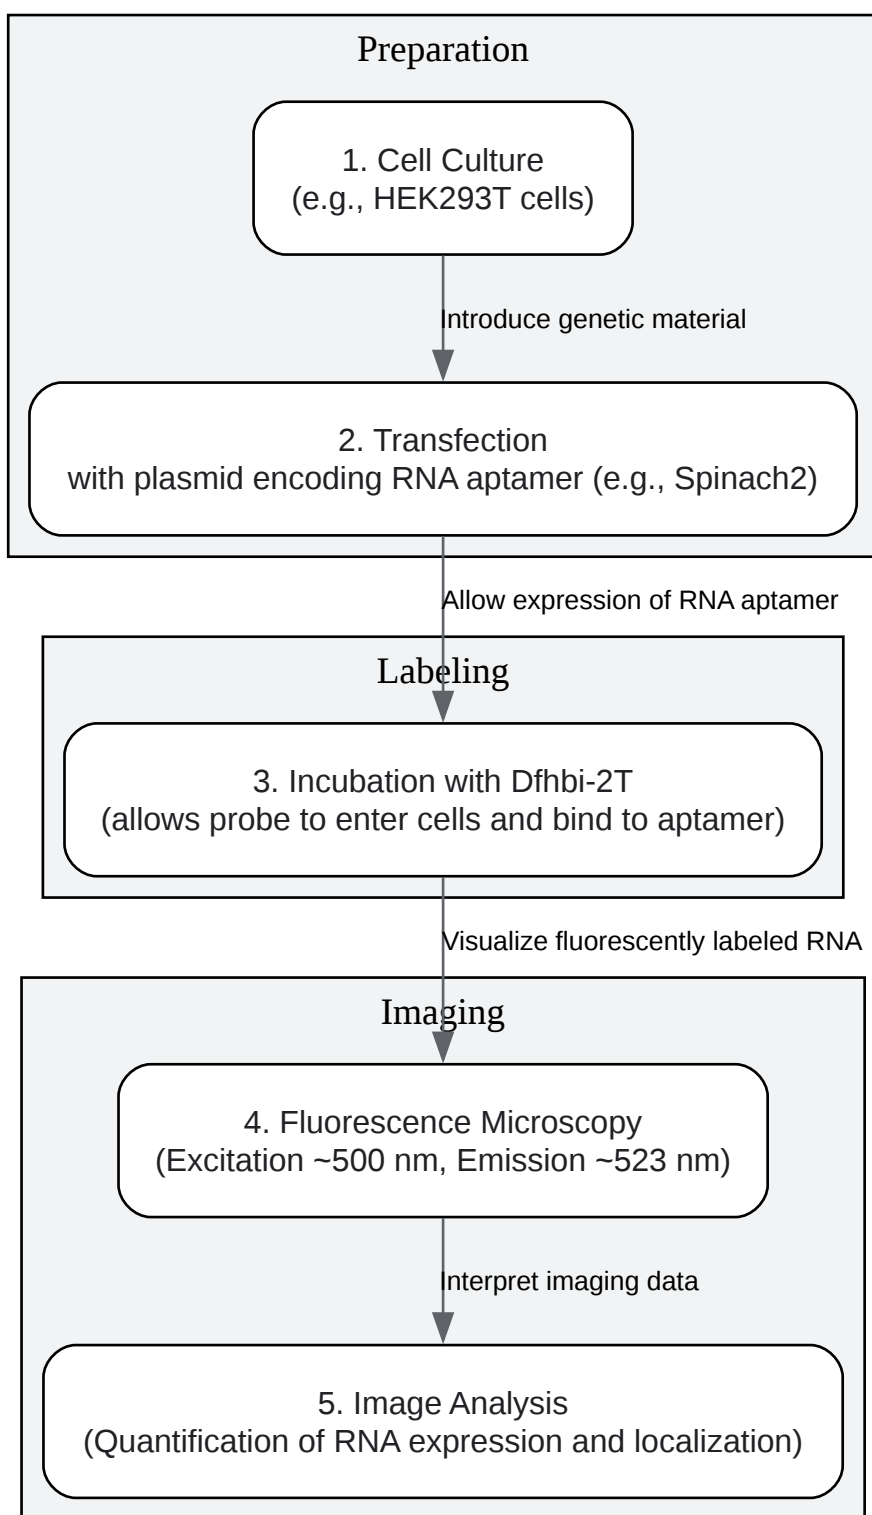 Preparation
1. Cell Culture
(e.g., HEK293T cells)
Introduce genetic material
2. Transfection
with plasmid encoding RNA aptamer (e.g., Spinach2)
Allow expression of RNA aptamer
Labeling
3. Incubation with Dfhbi-2T
(allows probe to enter cells and bind to aptamer)
Visualize fluorescently labeled RNA
Imaging
4. Fluorescence Microscopy
(Excitation ~500 nm, Emission ~523 nm)
Interpret imaging data
5. Image Analysis
(Quantification of RNA expression and localization)